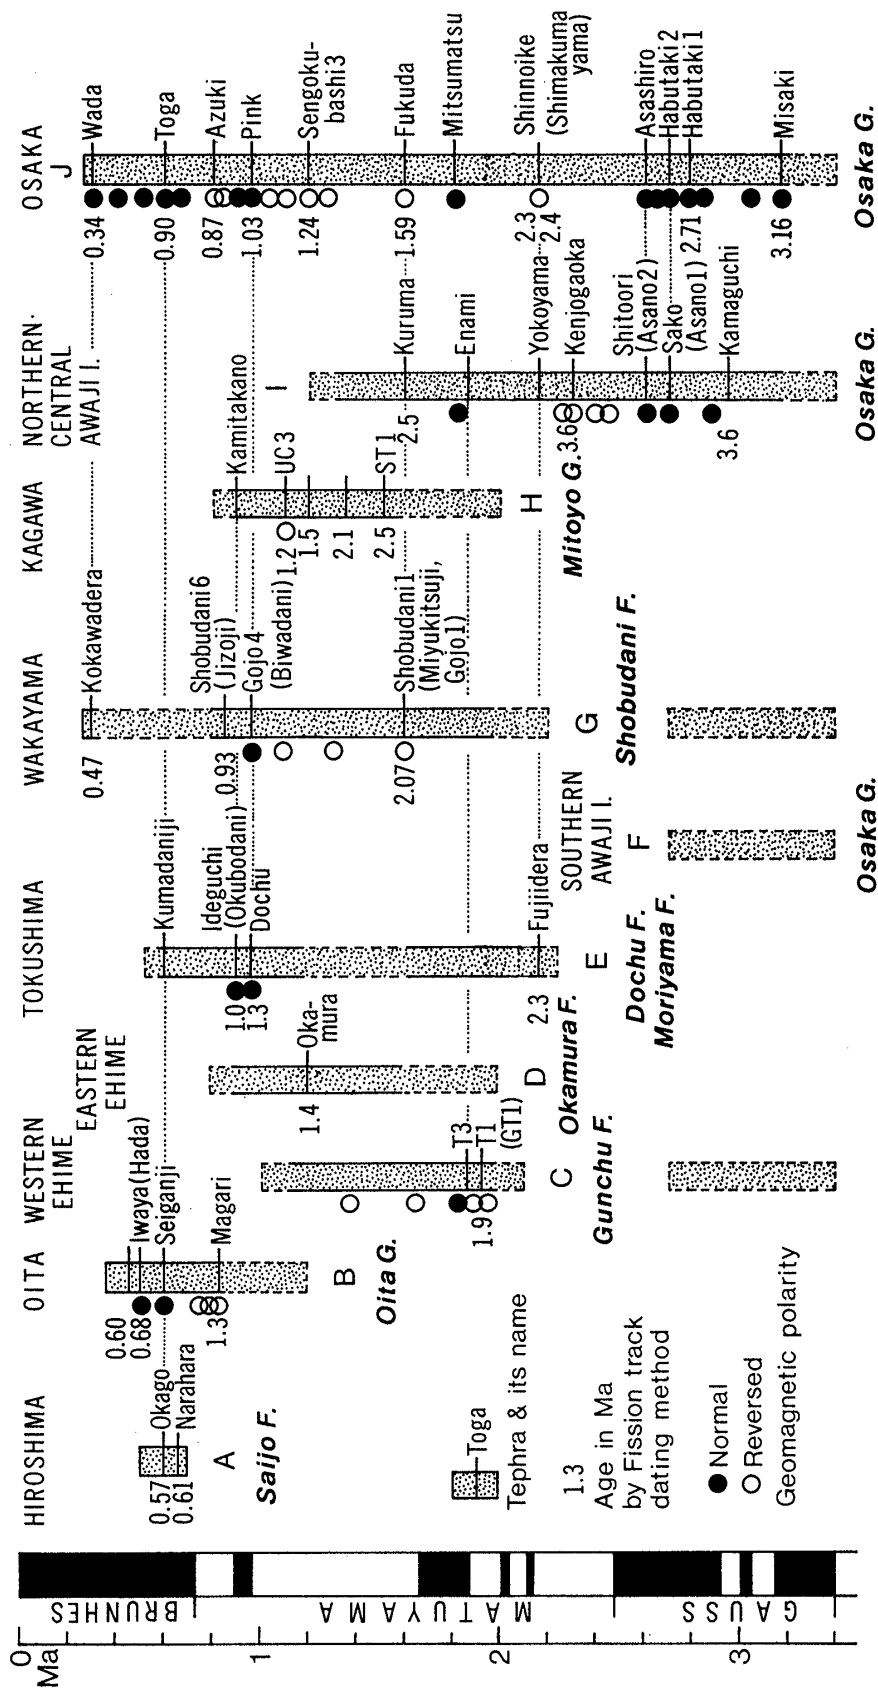 HIROSHIMA
OITA
WESTERN
EHIME
EASTERN
EHIME
TOKUSHIMA
WAKAYAMA
KAGAWA
NORTHERN·
CENTRAL
AWAJI I.
OSAKA
0
Ma
1
2
3
BRUNHES
MATUYAMA
GAUSS
0.57
0.61
Okago
Narahara
A
Saijo F.
Toga
Tephra & its name
1.3
Age in Ma
by Fission track
dating method
Normal
Reversed
Geomagnetic polarity
0.60
0.68
1.3
Iwaya(Hada)
Seiganji
Magari
B
Oita G.
1.9
T3
T1
(GT1)
C
Gunchu F.
1.4
Oka-
mura
D
Okamura F.
1.0
1.3
2.3
Kumadaniji
Ideguchi
(Okubodani)
Dochu
Fujiidera
E
Dochu F.
Moriyama F.
SOUTHERN
AWAJI I.
F
Osaka G.
0.47
0.93
2.07
Kokawadera
Shobudani6
(Jizoji)
Gojo4
(Biwadani)
Shobudani1
(Miyukitsuji,
Gojo1)
G
Shobudani F.
1.2
1.5
2.1
2.5
Kamitakano
UC3
ST1
H
Mitoyo G.
2.5
3.6
3.6
I
Kuruma
Enami
Yokoyama
Kenjogaoka
Shitoori
(Asano2)
Sako
(Asano1)
Kamaguchi
Osaka G.
J
0.34
0.90
0.87
1.03
1.24
1.59
2.3
2.4
2.71
3.16
Wada
Toga
Azuki
Pink
Sengoku-
bashi3
Fukuda
Mitsumatsu
Shinnoike
(Shimakuma
yama)
Asashiro
Habutaki2
Habutaki1
Misaki
Osaka G.